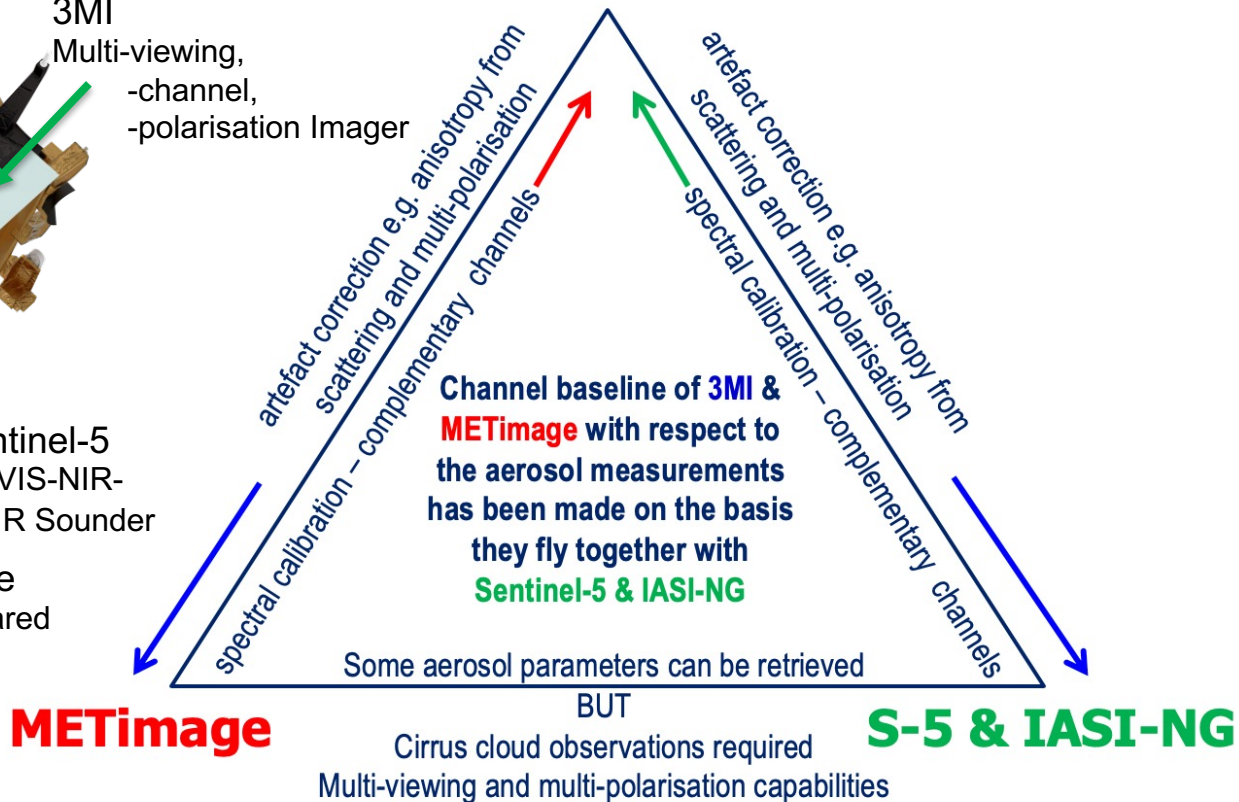 3MI
Multi-viewing,
-channel,
-polarisation Imager
ntinel-5
VIS-NIR-
R Sounder
e
ared
artefact correction e.g. anisotropy from
scattering and multi-polarisation
spectral calibration – complementary channels
artefact correction e.g. anisotropy from
scattering and multi-polarisation
spectral calibration – complementary channels
Channel baseline of 3MI &
METimage with respect to
the aerosol measurements
has been made on the basis
they fly together with
Sentinel-5 & IASI-NG
Some aerosol parameters can be retrieved
BUT
Cirrus cloud observations required
Multi-viewing and multi-polarisation capabilities
METimage
S-5 & IASI-NG